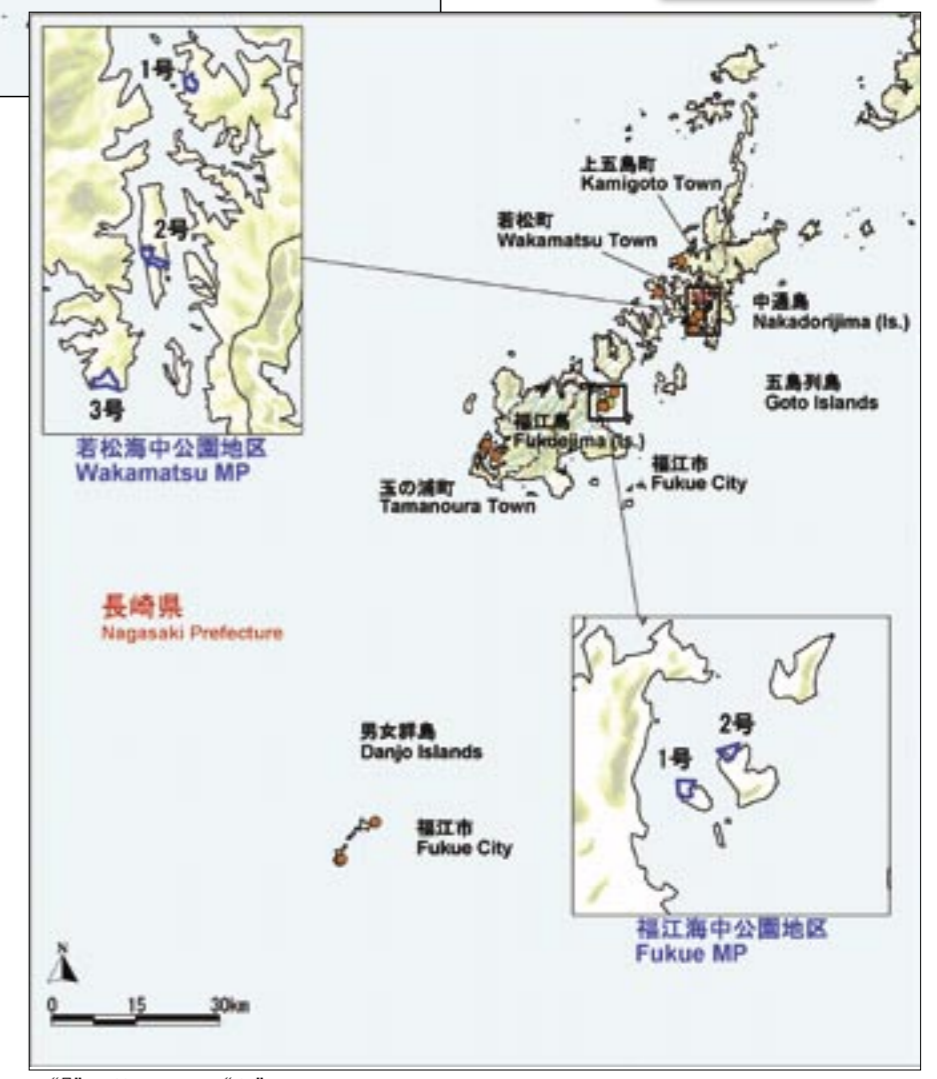 1号
2号
3号
若松海中公園地区
Wakamatsu MP
上五島町
Kamigoto Town
若松町
Wakamatsu Town
中通島
Nakadorijima (Is.)
五島列島
Goto Islands
福江島
Fukuejima (Is.)
福江市
Fukue City
玉の浦町
Tamanoura Town
長崎県
Nagasaki Prefecture
男女群島
Danjo Islands
福江市
Fukue City
2号
1号
福江海中公園地区
Fukue MP
N
0 15 30km